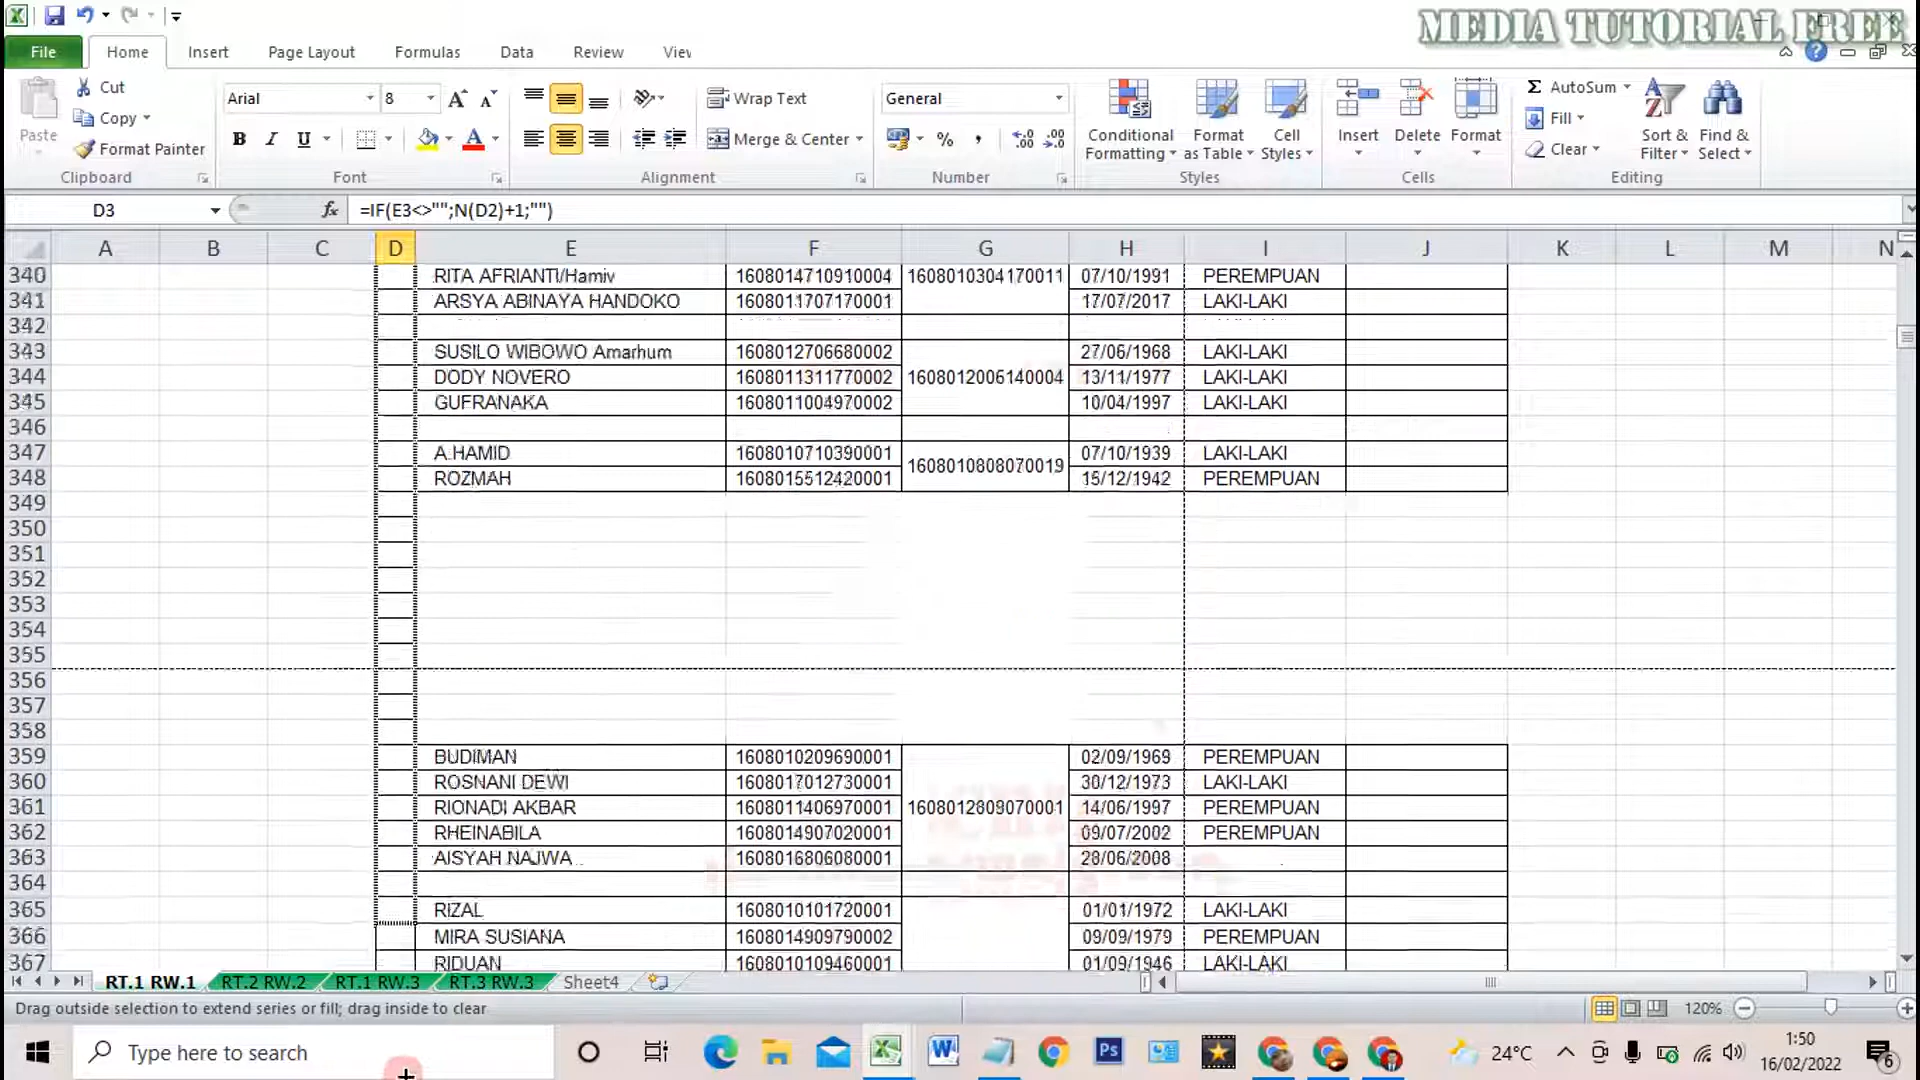 MEDIA TUTORIAL FREE
File Home Insert Page Layout Formulas Data Review View
Cut
Copy
Format Painter
Paste
Clipboard
Arial 8
Font
Wrap Text
Merge & Center
Alignment
General
Number
Conditional Formatting
Format as Table
Cell Styles
Styles
Insert Delete Format
Cells
AutoSum
Fill
Clear
Sort & Filter
Find & Select
Editing
D3 fx =IF(E3<>"";N(D2)+1;"")
A B C D E F G H I J K L M N
340 RITA AFRIANTI/Hamiv 1608014710910004 1608010304170011 07/10/1991 PEREMPUAN
341 ARSYA ABINAYA HANDOKO 1608011707170001 17/07/2017 LAKI-LAKI
342
343 SUSILO WIBOWO Amarhum 1608012706680002 27/06/1968 LAKI-LAKI
344 DODY NOVERO 1608011311770002 1608012006140004 13/11/1977 LAKI-LAKI
345 GUFRANAKA 1608011004970002 10/04/1997 LAKI-LAKI
346
347 A.HAMID 1608010710390001 07/10/1939 LAKI-LAKI
1608010808070019
348 ROZMAH 1608015512420001 15/12/1942 PEREMPUAN
349
350
351
352
353
354
355
356
357
358
359 BUDIMAN 1608010209690001 02/09/1969 PEREMPUAN
360 ROSNANI DEWI 1608017012730001 30/12/1973 LAKI-LAKI
361 RIONADI AKBAR 1608011406970001 1608012809070001 14/06/1997 PEREMPUAN
362 RHEINABILA 1608014907020001 09/07/2002 PEREMPUAN
363 AISYAH NAJWA 1608016806080001 28/06/2008
364
365 RIZAL 1608010101720001 01/01/1972 LAKI-LAKI
366 MIRA SUSIANA 1608014909790002 09/09/1979 PEREMPUAN
367 RIDUAN 1608010109460001 01/09/1946 LAKI-LAKI
RT.1 RW.1 RT.2 RW.2 RT.1 RW.3 RT.3 RW.3 Sheet4
Drag outside selection to extend series or fill; drag inside to clear 120%
Type here to search 24°C 1:50
16/02/2022 6